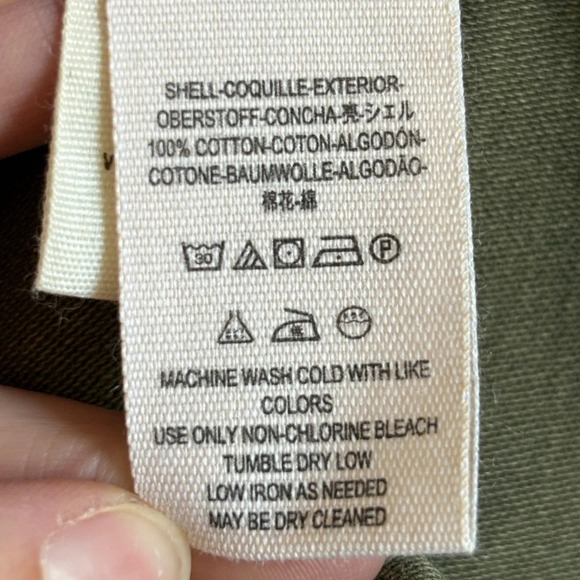 SHELL-COQUILLE-EXTERIOR-
OBERSTOFF-CONCHA-亮-シェル
100% COTTON-COTON-ALGODÓN-
COTONE-BAUMWOLLE-ALGODÃO-
棉花-綿
30
P
MACHINE WASH COLD WITH LIKE
COLORS
USE ONLY NON-CHLORINE BLEACH
TUMBLE DRY LOW
LOW IRON AS NEEDED
MAY BE DRY CLEANED